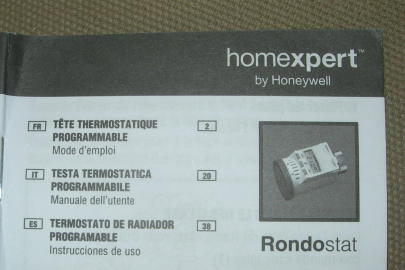 homexpert™
by Honeywell
FR TÊTE THERMOSTATIQUE 2
PROGRAMMABLE
Mode d'emploi
IT TESTA TERMOSTATICA 20
PROGRAMMABILE
Manuale dell'utente
ES TERMOSTATO DE RADIADOR 38
PROGRAMABLE
Instrucciones de uso
Rondostat